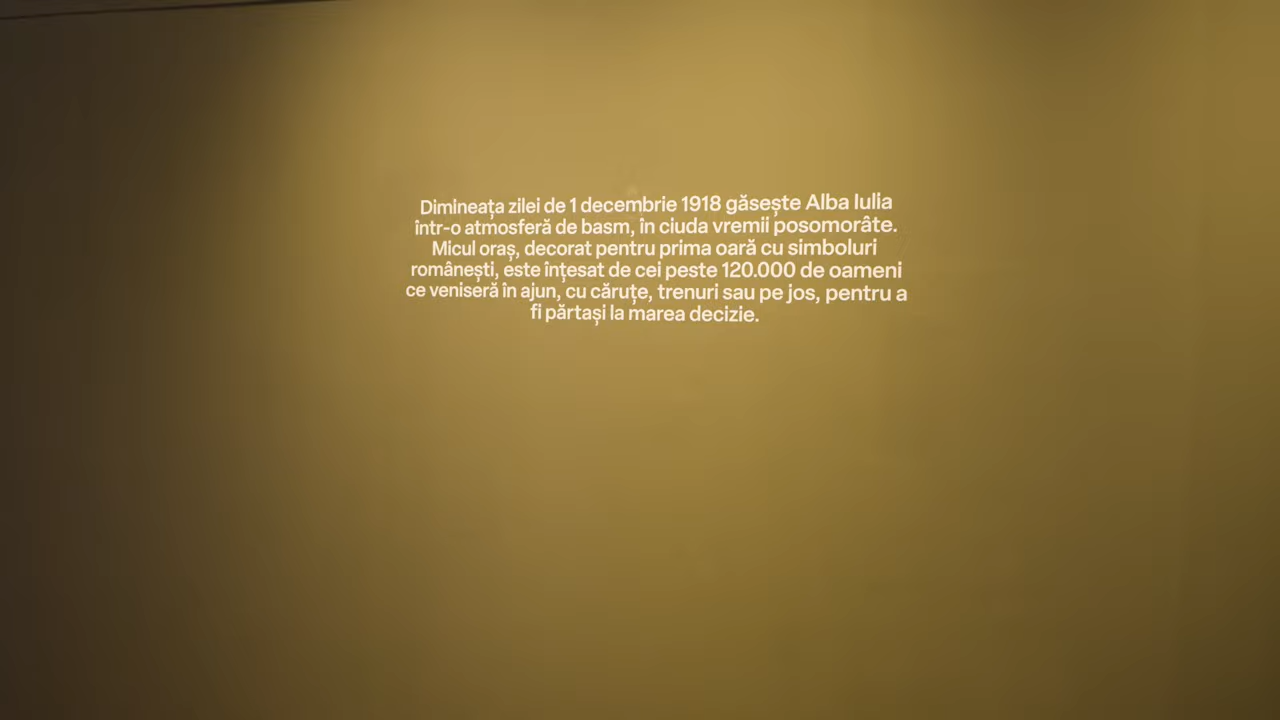 Dimineața zilei de 1 decembrie 1918 găsește Alba Iulia
într-o atmosferă de basm, în ciuda vremii posomorâte.
Micul oraș, decorat pentru prima oară cu simboluri
românești, este înțesat de cei peste 120.000 de oameni
ce veniseră în ajun, cu căruțe, trenuri sau pe jos, pentru a
fi părtași la marea decizie.